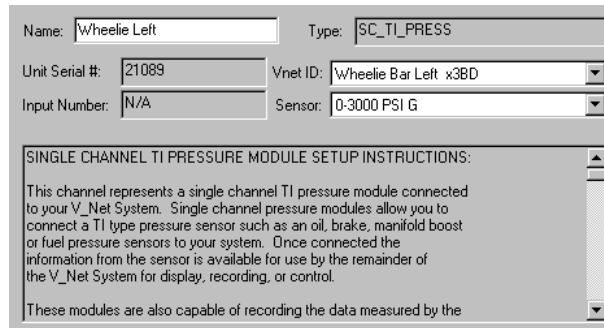 Name: Wheelie Left Type: SC_TI_PRESS
Unit Serial #: 21089 Vnet ID: Wheelie Bar Left x3BD
Input Number: N/A Sensor: 0-3000 PSI G
SINGLE CHANNEL TI PRESSURE MODULE SETUP INSTRUCTIONS:
This channel represents a single channel TI pressure module connected
to your V_Net System. Single channel pressure modules allow you to
connect a TI type pressure sensor such as an oil, brake, manifold boost
or fuel pressure sensors to your system. Once connected the
information from the sensor is available for use by the remainder of
the V_Net System for display, recording, or control.
These modules are also capable of recording the data measured by the